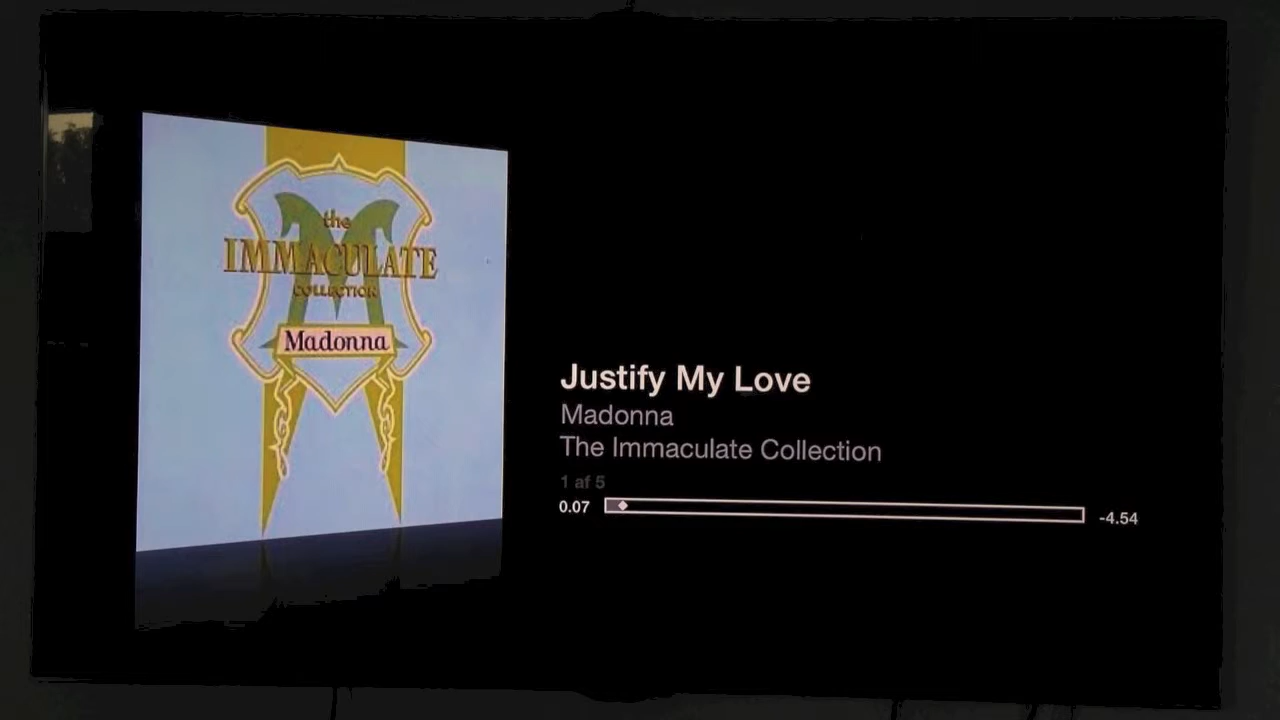 the
IMMACULATE
COLLECTION
Madonna
Justify My Love
Madonna
The Immaculate Collection
1 af 5
0.07
-4.54